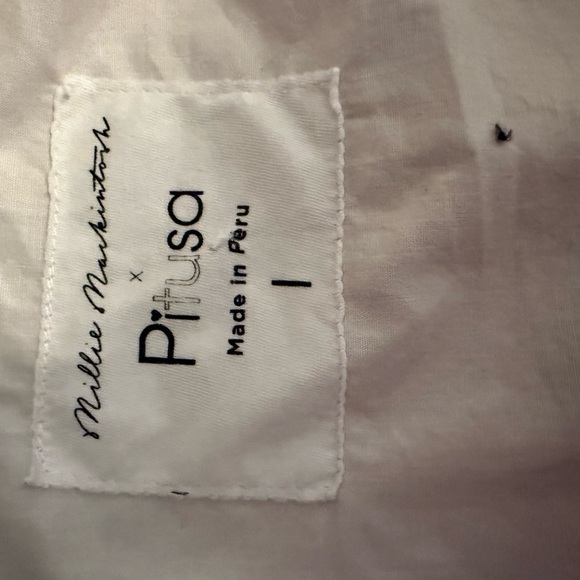 Millie Mackintosh
x
Pitusa
Made in Peru
I